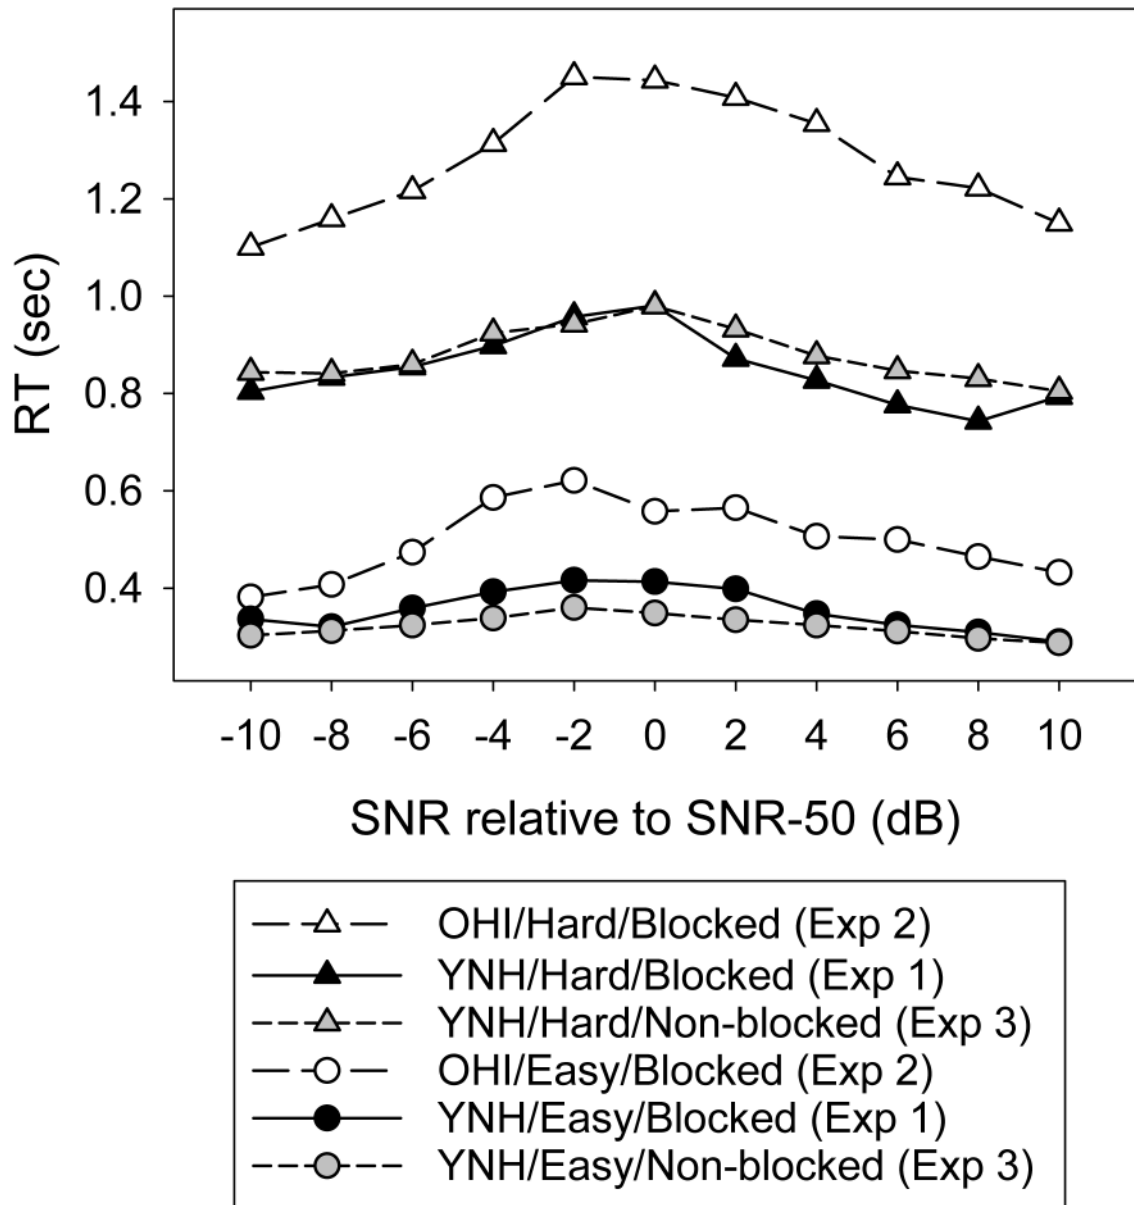 1.4
1.2
1.0
0.8
0.6
0.4
RT (sec)
-10 -8 -6 -4 -2 0 2 4 6 8 10
SNR relative to SNR-50 (dB)
OHI/Hard/Blocked (Exp 2)
YNH/Hard/Blocked (Exp 1)
YNH/Hard/Non-blocked (Exp 3)
OHI/Easy/Blocked (Exp 2)
YNH/Easy/Blocked (Exp 1)
YNH/Easy/Non-blocked (Exp 3)